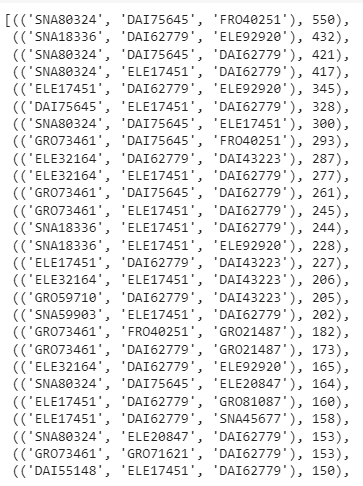 [(('SNA80324', 'DAI75645', 'FRO40251'), 550),
(('SNA18336', 'DAI62779', 'ELE92920'), 432),
(('SNA80324', 'DAI75645', 'DAI62779'), 421),
(('SNA80324', 'ELE17451', 'DAI62779'), 417),
(('ELE17451', 'DAI62779', 'ELE92920'), 345),
(('DAI75645', 'ELE17451', 'DAI62779'), 328),
(('SNA80324', 'DAI75645', 'ELE17451'), 300),
(('GRO73461', 'DAI75645', 'FRO40251'), 293),
(('ELE32164', 'DAI62779', 'DAI43223'), 287),
(('ELE32164', 'ELE17451', 'DAI62779'), 277),
(('GRO73461', 'DAI75645', 'DAI62779'), 261),
(('GRO73461', 'ELE17451', 'DAI62779'), 245),
(('SNA18336', 'ELE17451', 'DAI62779'), 244),
(('SNA18336', 'ELE17451', 'ELE92920'), 228),
(('ELE17451', 'DAI62779', 'DAI43223'), 227),
(('ELE32164', 'ELE17451', 'DAI43223'), 206),
(('GRO59710', 'DAI62779', 'DAI43223'), 205),
(('SNA59903', 'ELE17451', 'DAI62779'), 202),
(('GRO73461', 'FRO40251', 'GRO21487'), 182),
(('GRO73461', 'DAI62779', 'GRO21487'), 173),
(('ELE32164', 'DAI62779', 'ELE92920'), 165),
(('SNA80324', 'DAI75645', 'ELE20847'), 164),
(('ELE17451', 'DAI62779', 'GRO81087'), 160),
(('ELE17451', 'DAI62779', 'SNA45677'), 158),
(('SNA80324', 'ELE20847', 'DAI62779'), 153),
(('GRO73461', 'GRO71621', 'DAI62779'), 153),
(('DAI55148', 'ELE17451', 'DAI62779'), 150),